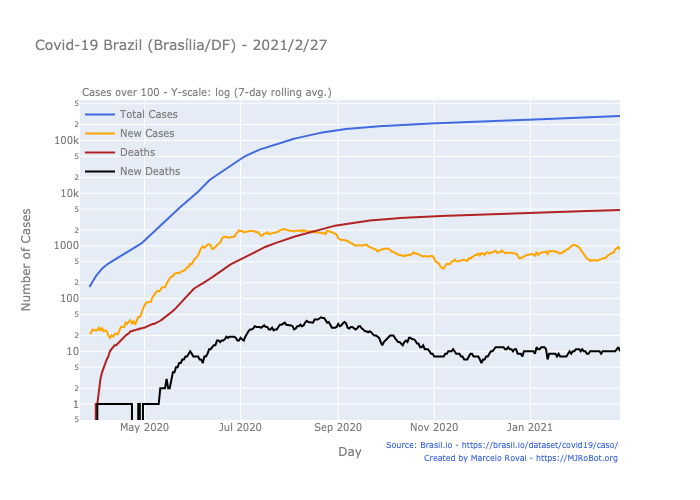 Covid-19 Brazil (Brasília/DF) - 2021/2/27
Cases over 100 - Y-scale: log (7-day rolling avg.)
Total Cases
New Cases
Deaths
New Deaths
5
2
100k
5
2
10k
5
2
1000
5
2
100
5
2
10
5
2
1
5
Number of Cases
May 2020
Jul 2020
Sep 2020
Nov 2020
Jan 2021
Day
Source: Brasil.io - https://brasil.io/dataset/covid19/caso/
Created by Marcelo Rovai - https://MJRoBot.org